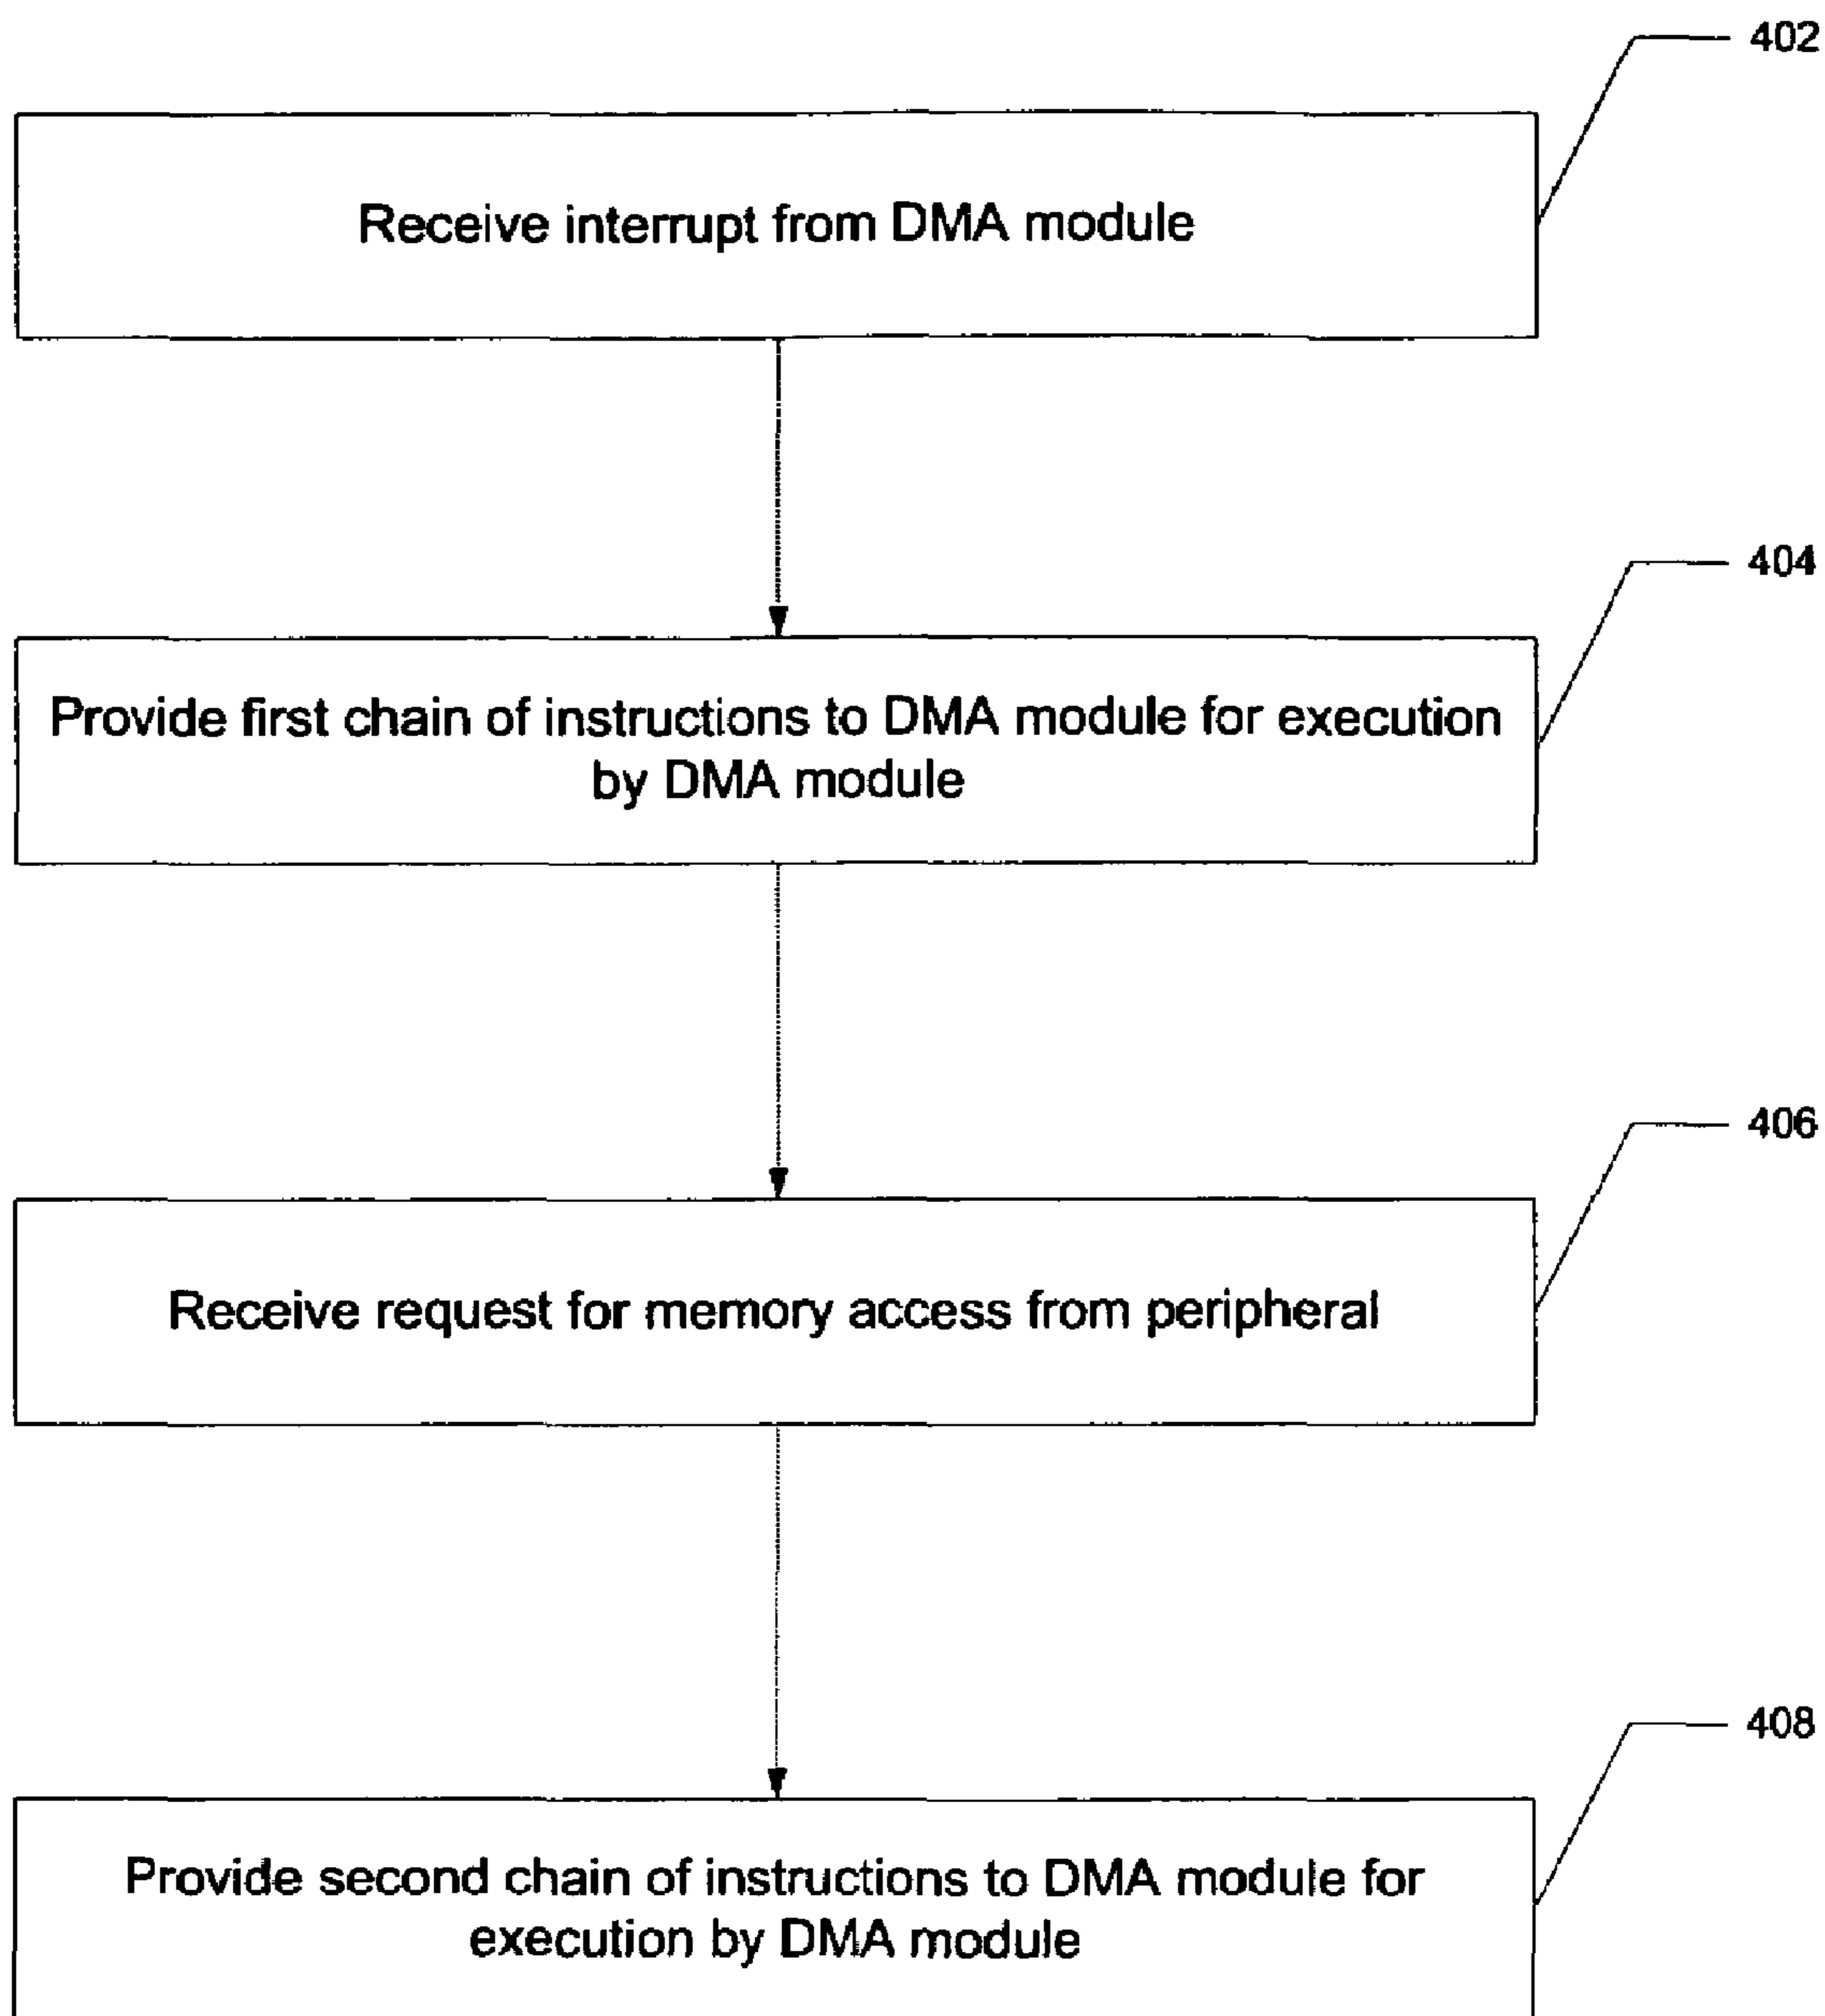 402
Receive interrupt from DMA module
404
Provide first chain of instructions to DMA module for execution
by DMA module
406
Receive request for memory access from peripheral
408
Provide second chain of instructions to DMA module for
execution by DMA module